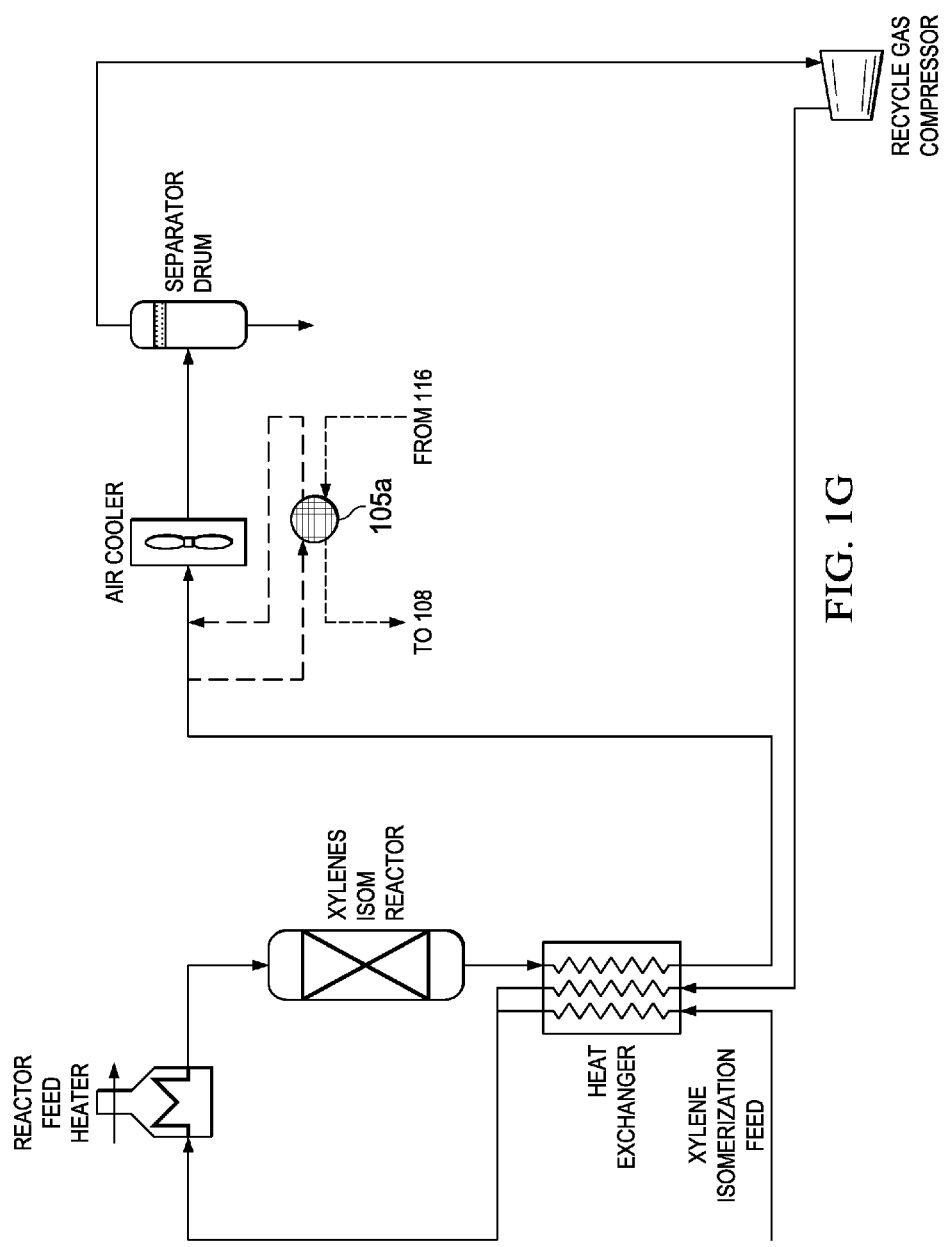 REACTOR
FEED
HEATER
XYLENES
ISOM
REACTOR
HEAT
EXCHANGER
XYLENE
ISOMERIZATION
FEED
AIR COOLER
TO 108
105a
FROM 116
SEPARATOR
DRUM
RECYCLE GAS
COMPRESSOR
FIG. 1G